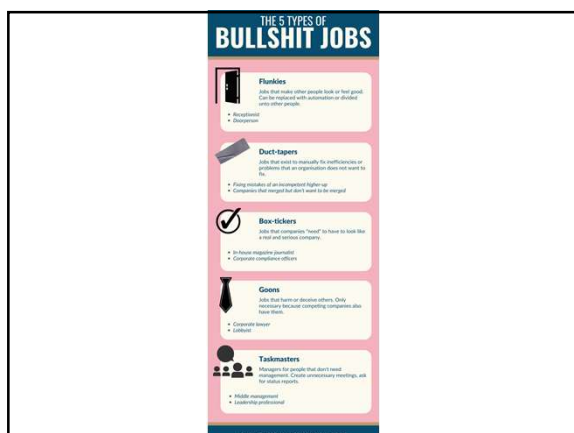 THE 5 TYPES OF
BULLSHIT JOBS
Flunkies
Jobs that make other people look or feel good.
Can be replaced with automation or divided
unto other people.
• Receptionist
• Doorperson
Duct-tapers
Jobs that exist to manually fix inefficiencies or
problems that an organisation does not want to
fix.
• Fixing mistakes of an incompetent higher-up
• Companies that merged but don't want to be merged
Box-tickers
Jobs that companies "need" to have to look like
a real and serious company.
• In-house magazine journalist
• Corporate compliance officers
Goons
Jobs that harm or deceive others. Only
necessary because competing companies also
have them.
• Corporate lawyer
• Lobbyist
Taskmasters
Managers for people that don't need
management. Create unnecessary meetings, ask
for status reports.
• Middle management
• Leadership professional